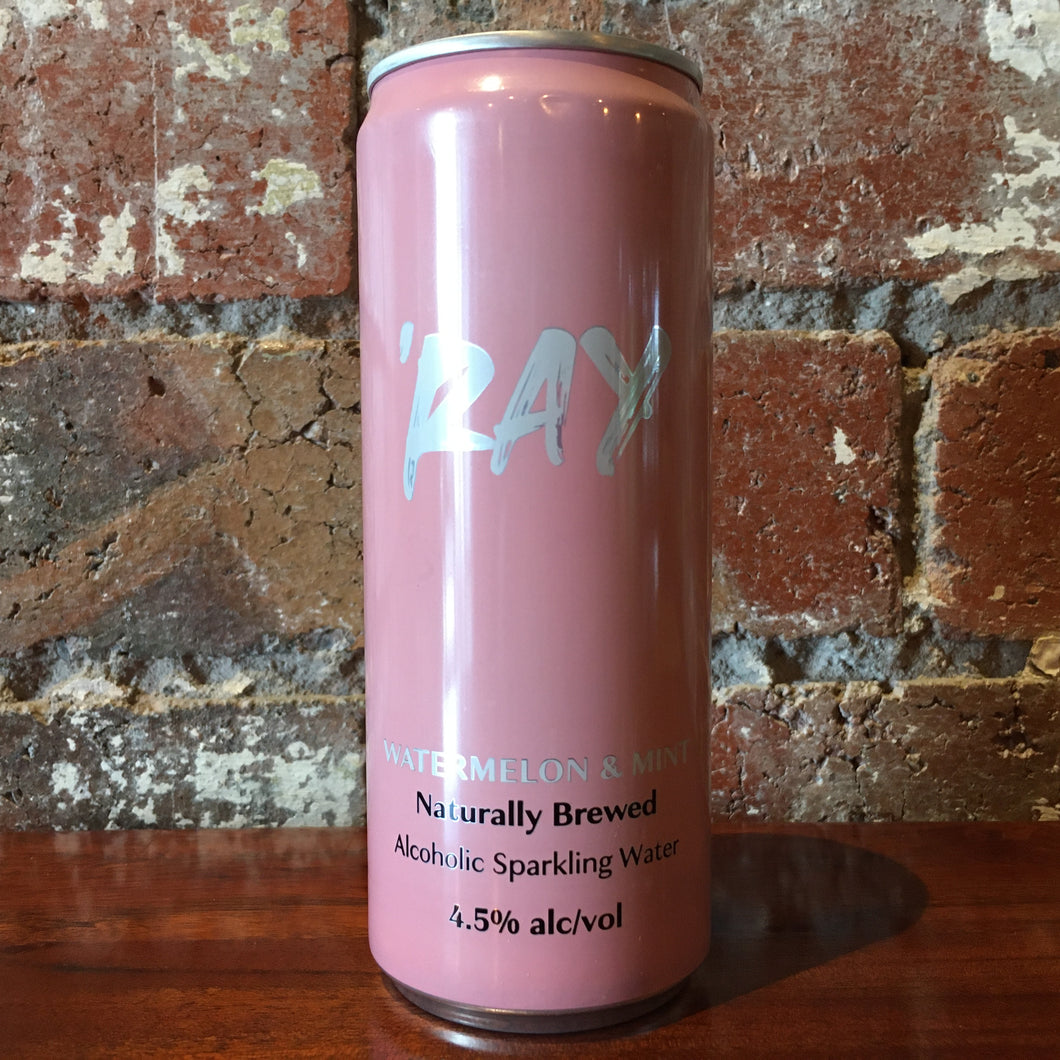 'RAY
WATERMELON & MINT
Naturally Brewed
Alcoholic Sparkling Water
4.5% alc/vol